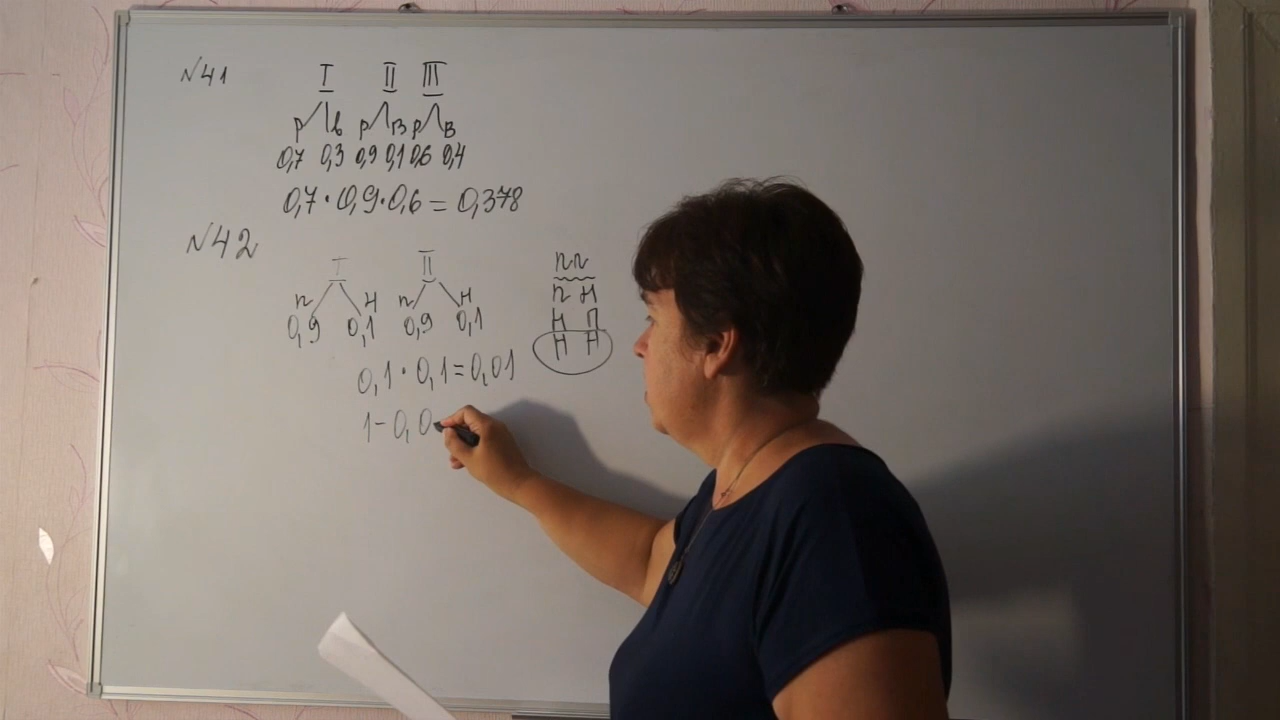 №41
I II III
р в р в р в
0,7 0,3 0,9 0,1 0,6 0,4
0,7 · 0,9 · 0,6 = 0,378
№42
I II
п н п н
0,9 0,1 0,9 0,1
0,1 · 0,1 = 0,01
1 - 0,0
пп
п н
н п
н н